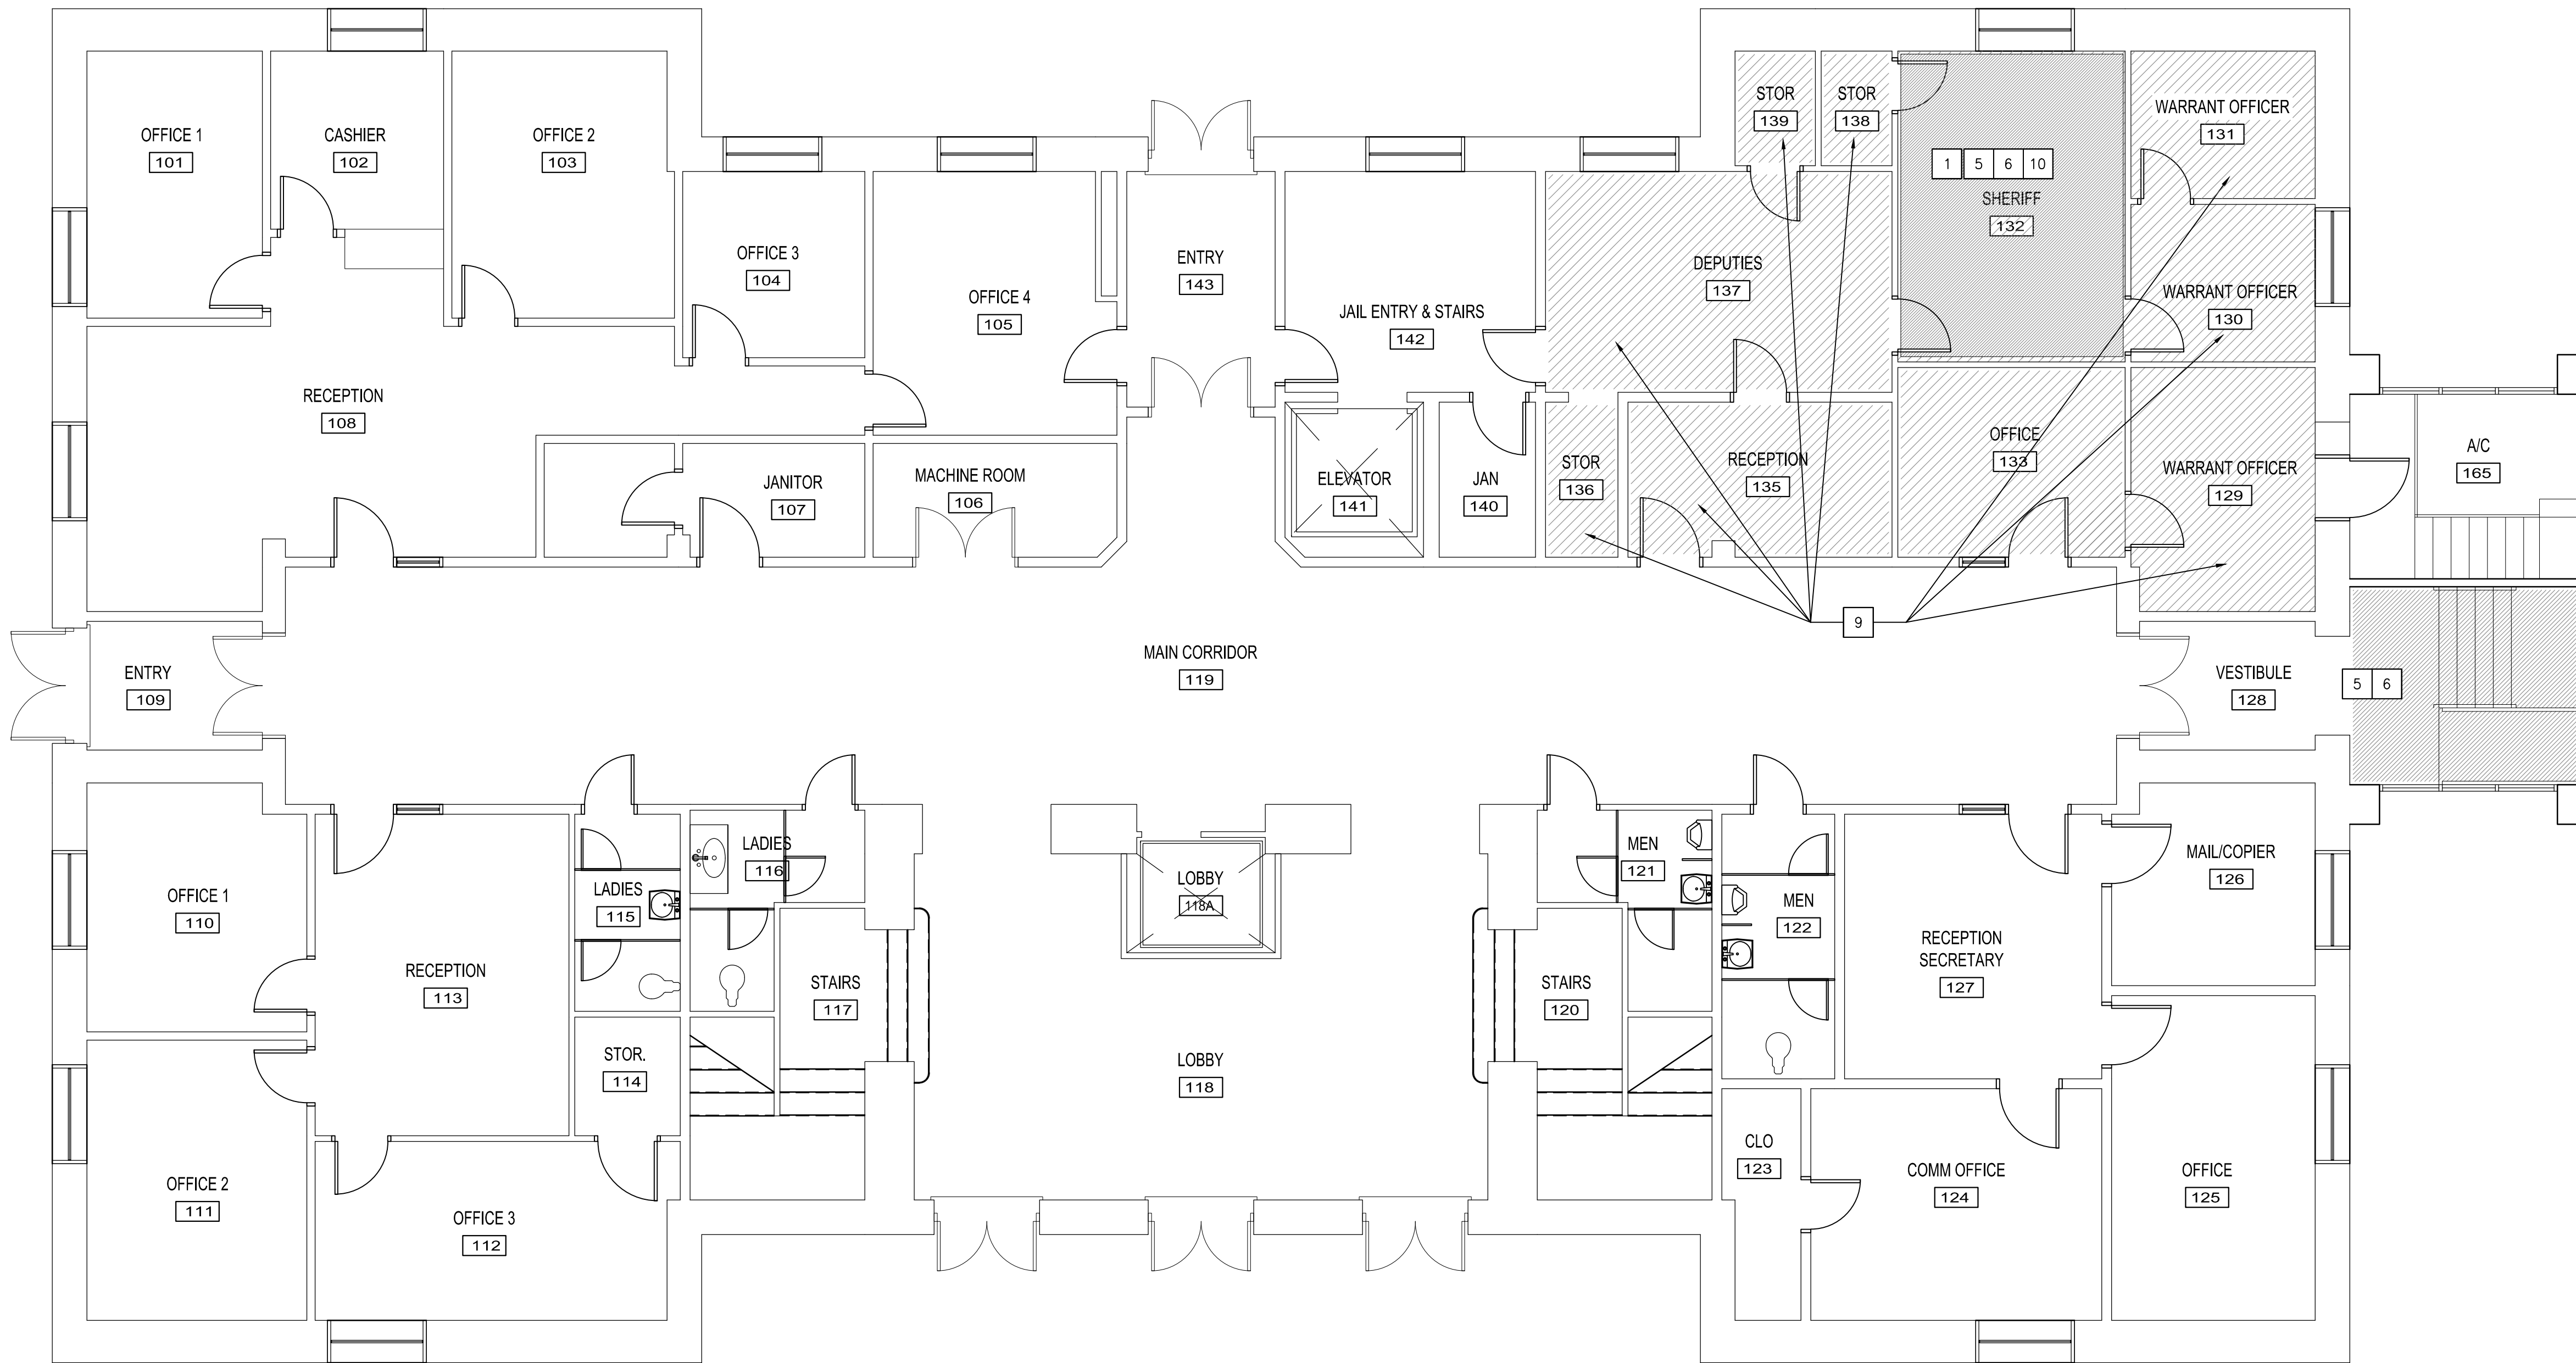 OFFICE 1
101
CASHIER
102
OFFICE 2
103
STOR
139
STOR
138
WARRANT OFFICER
131
1 5 6 10
SHERIFF
132
OFFICE 3
104
OFFICE 4
105
ENTRY
143
JAIL ENTRY & STAIRS
142
DEPUTIES
137
WARRANT OFFICER
130
RECEPTION
108
JANITOR
107
MACHINE ROOM
106
ELEVATOR
141
JAN
140
STOR
136
RECEPTION
135
OFFICE
133
WARRANT OFFICER
129
A/C
165
9
ENTRY
109
MAIN CORRIDOR
119
VESTIBULE
128
5 6
OFFICE 1
110
RECEPTION
113
LADIES
115
LADIES
116
STAIRS
117
LOBBY
118A
MEN
121
MEN
122
STAIRS
120
RECEPTION
SECRETARY
127
MAIL/COPIER
126
STOR.
114
LOBBY
118
OFFICE 2
111
OFFICE 3
112
CLO
123
COMM OFFICE
124
OFFICE
125